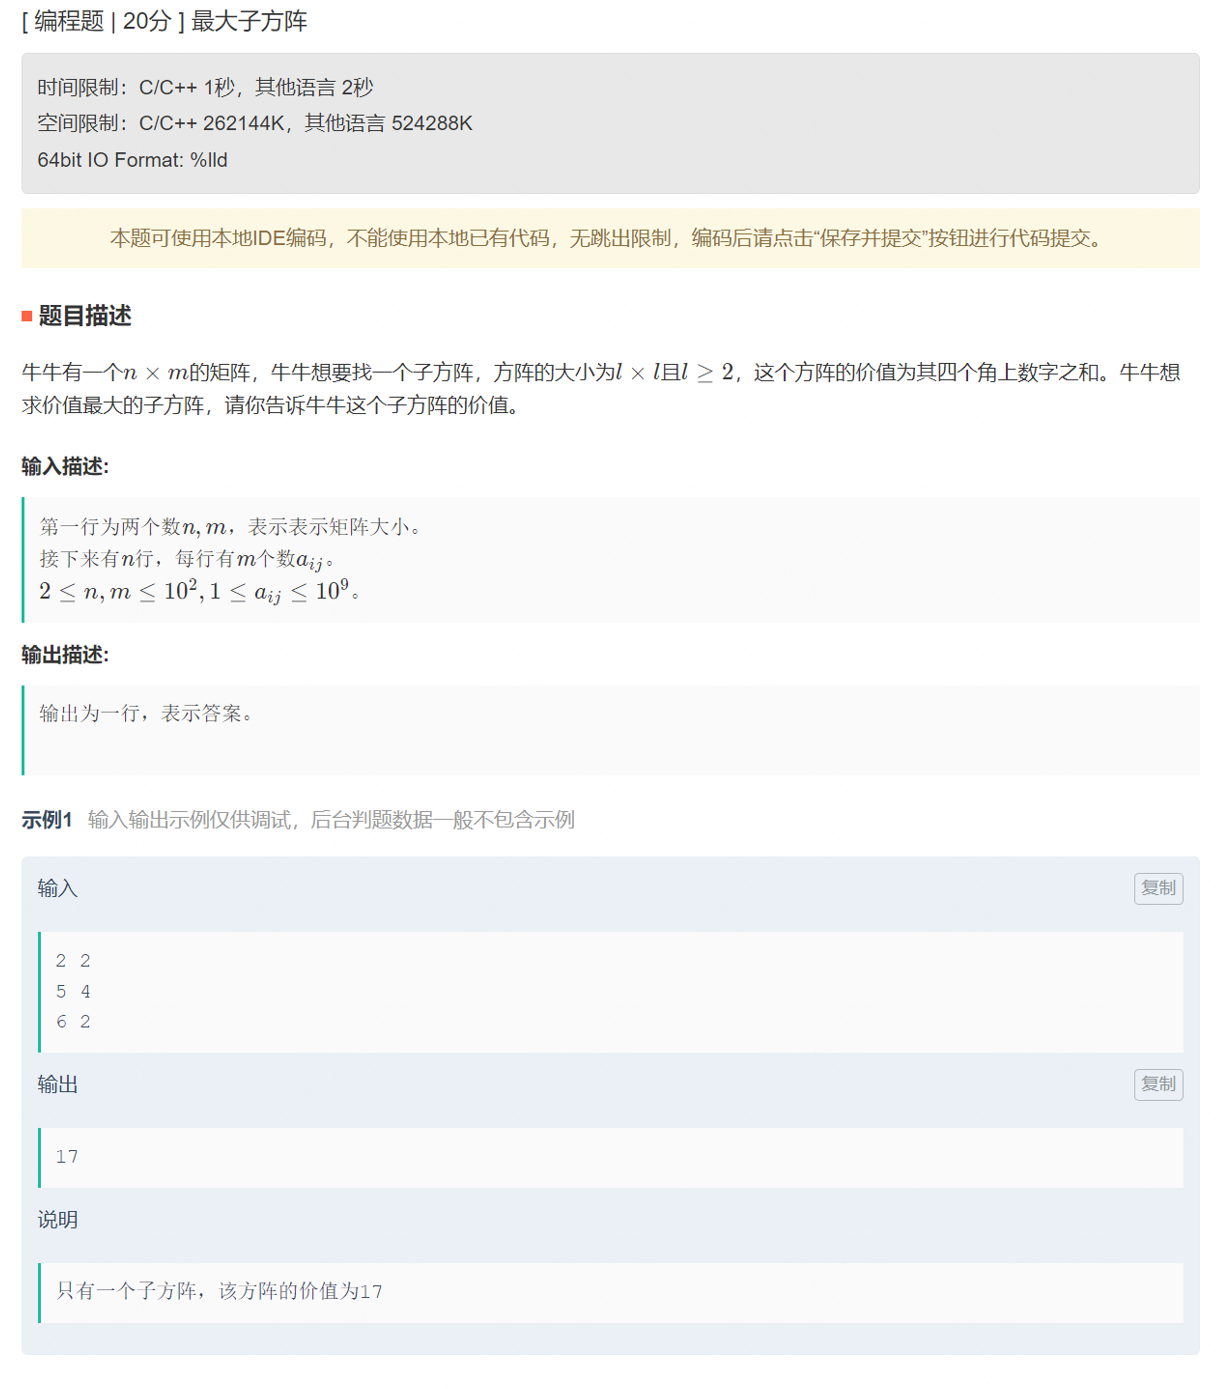 [ 编程题 | 20分 ] 最大子方阵
时间限制：C/C++ 1秒，其他语言 2秒
空间限制：C/C++ 262144K，其他语言 524288K
64bit IO Format: %lld
本题可使用本地IDE编码，不能使用本地已有代码，无跳出限制，编码后请点击“保存并提交”按钮进行代码提交。
题目描述
牛牛有一个n × m的矩阵，牛牛想要找一个子方阵，方阵的大小为l × l且l ≥ 2，这个方阵的价值为其四个角上数字之和。牛牛想
求价值最大的子方阵，请你告诉牛牛这个子方阵的价值。
输入描述:
第一行为两个数n, m，表示表示矩阵大小。
接下来有n行，每行有m个数a_{ij}。
2 ≤ n, m ≤ 10^2, 1 ≤ a_{ij} ≤ 10^9。
输出描述:
输出为一行，表示答案。
示例1 输入输出示例仅供调试，后台判题数据一般不包含示例
输入 复制
2 2
5 4
6 2
输出 复制
17
说明
只有一个子方阵，该方阵的价值为17